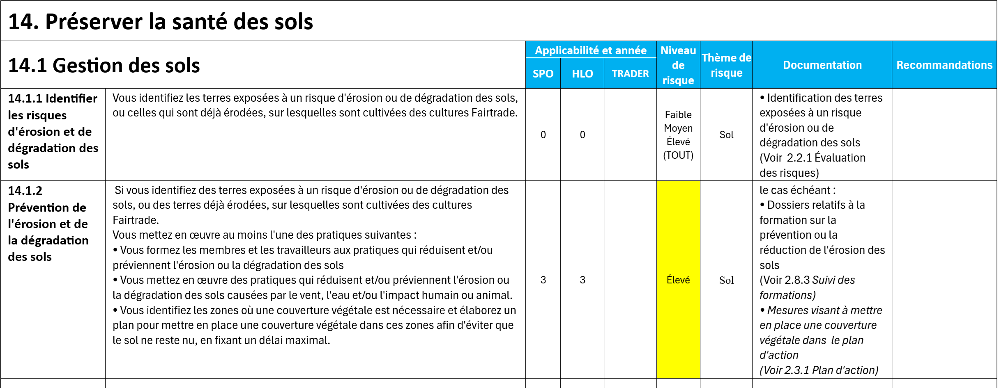 14. Préserver la santé des sols
14.1 Gestion des sols
Applicabilité et année
SPO
HLO
TRADER
Niveau
de
risque
Thème de
risque
Documentation
Recommandations
14.1.1 Identifier
les risques
d'érosion et de
dégradation des
sols
Vous identifiez les terres exposées à un risque d'érosion ou de dégradation des sols,
ou celles qui sont déjà érodées, sur lesquelles sont cultivées des cultures Fairtrade.
0
0
Faible
Moyen
Élevé
(TOUT)
Sol
• Identification des terres
exposées à un risque
d'érosion ou de
dégradation des sols
(Voir  2.2.1 Évaluation
des risques)
14.1.2
Prévention de
l'érosion et de
la dégradation
des sols
Si vous identifiez des terres exposées à un risque d'érosion ou de dégradation des
sols, ou des terres déjà érodées, sur lesquelles sont cultivées des cultures
Fairtrade.
Vous mettez en œuvre au moins l'une des pratiques suivantes :
• Vous formez les membres et les travailleurs aux pratiques qui réduisent et/ou
préviennent l'érosion ou la dégradation des sols
• Vous mettez en œuvre des pratiques qui réduisent et/ou préviennent l'érosion ou
la dégradation des sols causées par le vent, l'eau et/ou l'impact humain ou animal.
• Vous identifiez les zones où une couverture végétale est nécessaire et élaborez un
plan pour mettre en place une couverture végétale dans ces zones afin d'éviter que
le sol ne reste nu, en fixant un délai maximal.
3
3
Élevé
Sol
le cas échéant :
• Dossiers relatifs à la
formation sur la
prévention ou la
réduction de l'érosion des
sols
(Voir 2.8.3 Suivi des
formations)
• Mesures visant à mettre
en place une couverture
végétale dans  le plan
d'action
(Voir 2.3.1 Plan d'action)